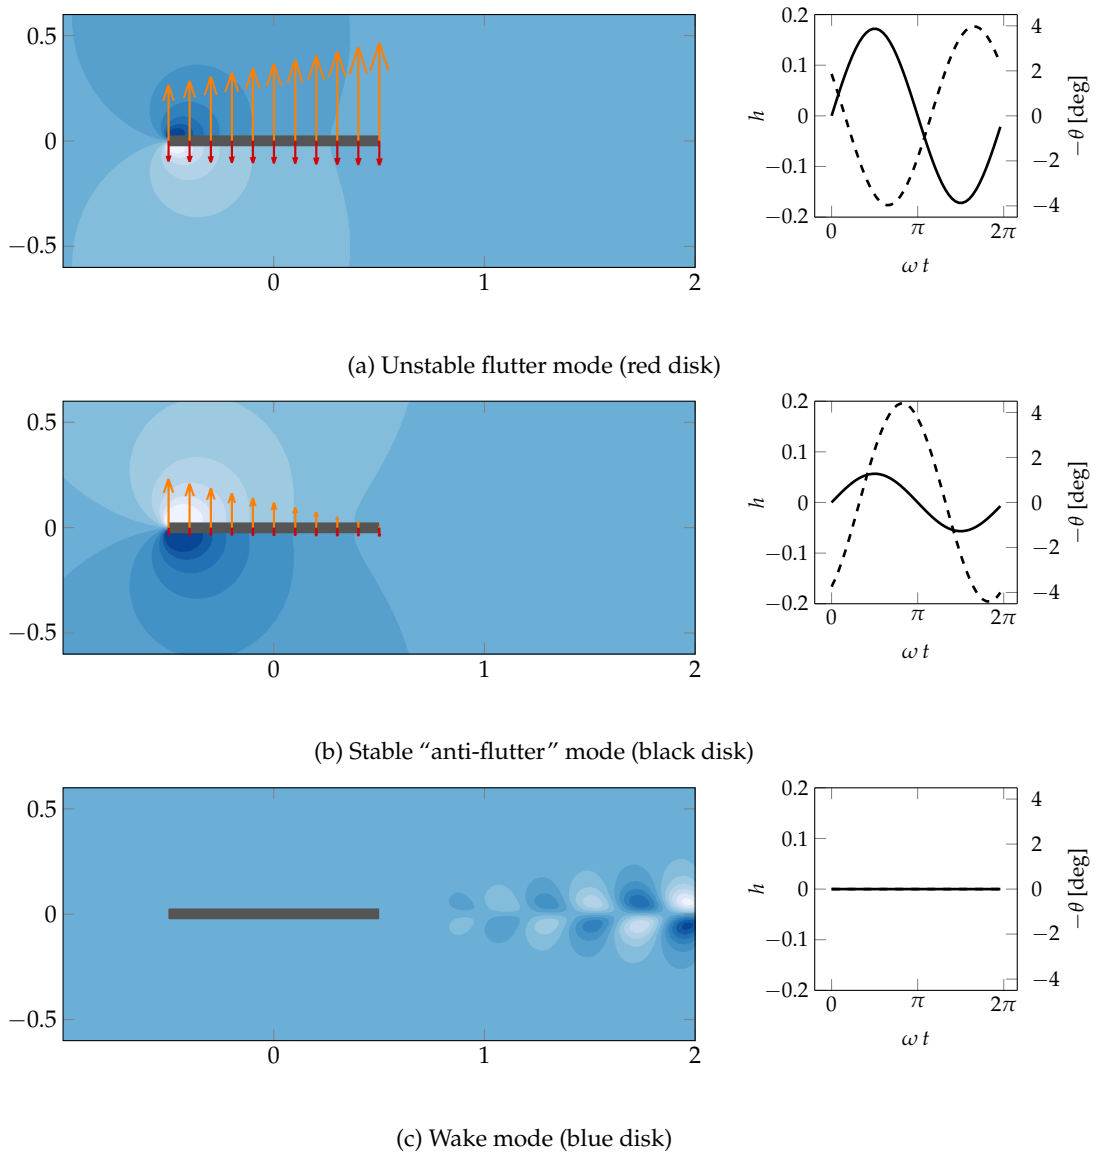 0.5
0
−0.5
0
1
2
0.2
0.1
0
−0.1
−0.2
h
4
2
0
−2
−4
−θ [deg]
0
π
2π
ω t
(a) Unstable flutter mode (red disk)
0.5
0
−0.5
0
1
2
0.2
0.1
0
−0.1
−0.2
h
4
2
0
−2
−4
−θ [deg]
0
π
2π
ω t
(b) Stable “anti-flutter” mode (black disk)
0.5
0
−0.5
0
1
2
0.2
0.1
0
−0.1
−0.2
h
4
2
0
−2
−4
−θ [deg]
0
π
2π
ω t
(c) Wake mode (blue disk)